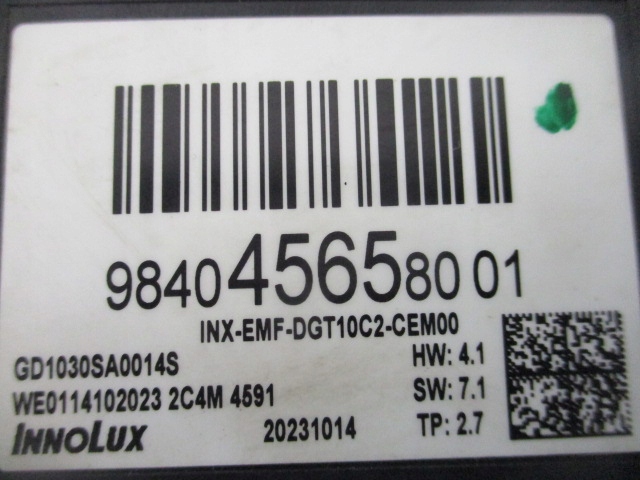 9840456580 01
INX-EMF-DGT10C2-CEM00
GD1030SA0014S
HW: 4.1
WE0114102023 2C4M 4591
SW: 7.1
INNOLUX
20231014
TP: 2.7